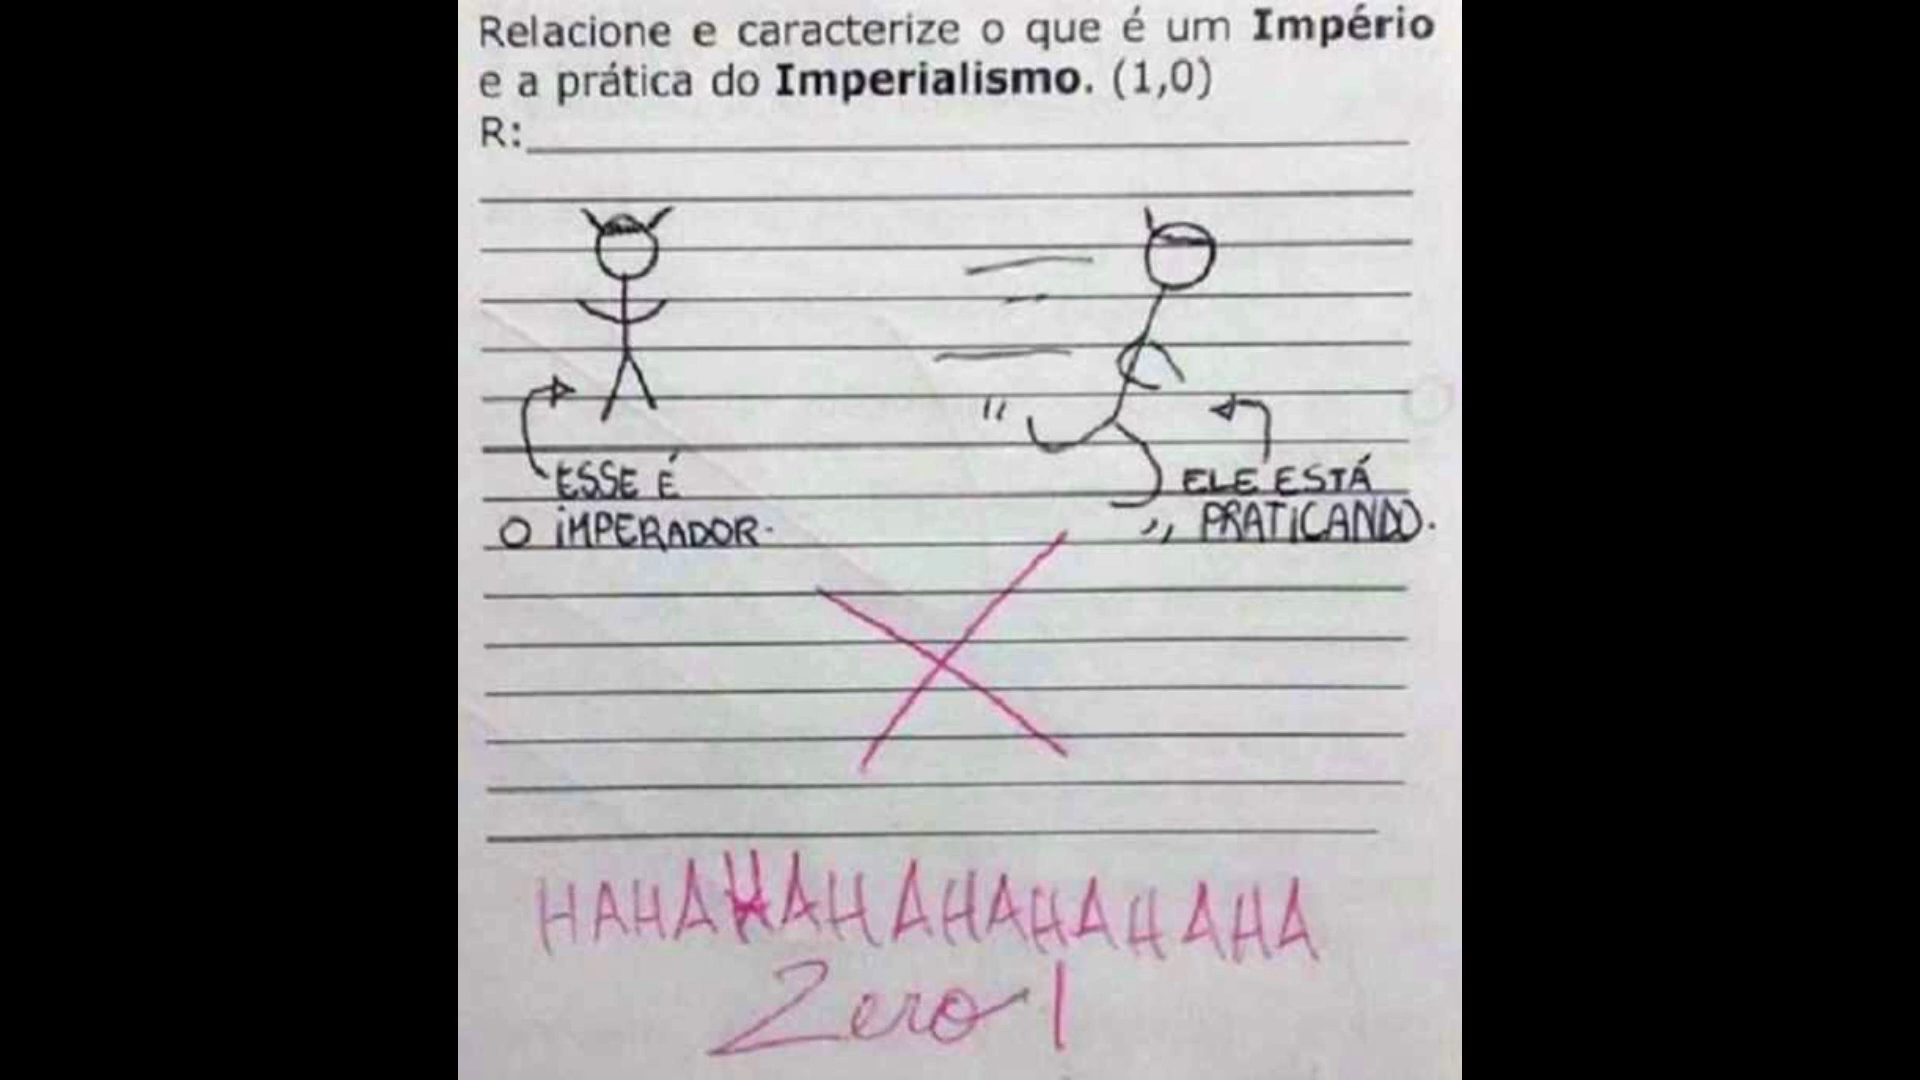 Relacione e caracterize o que é um Império
e a prática do Imperialismo. (1,0)
R:
ESSE É
O IMPERADOR.
ELE ESTÁ
PRATICANDO.
HAHAHAHAHAHAHAHAHA
Zero!